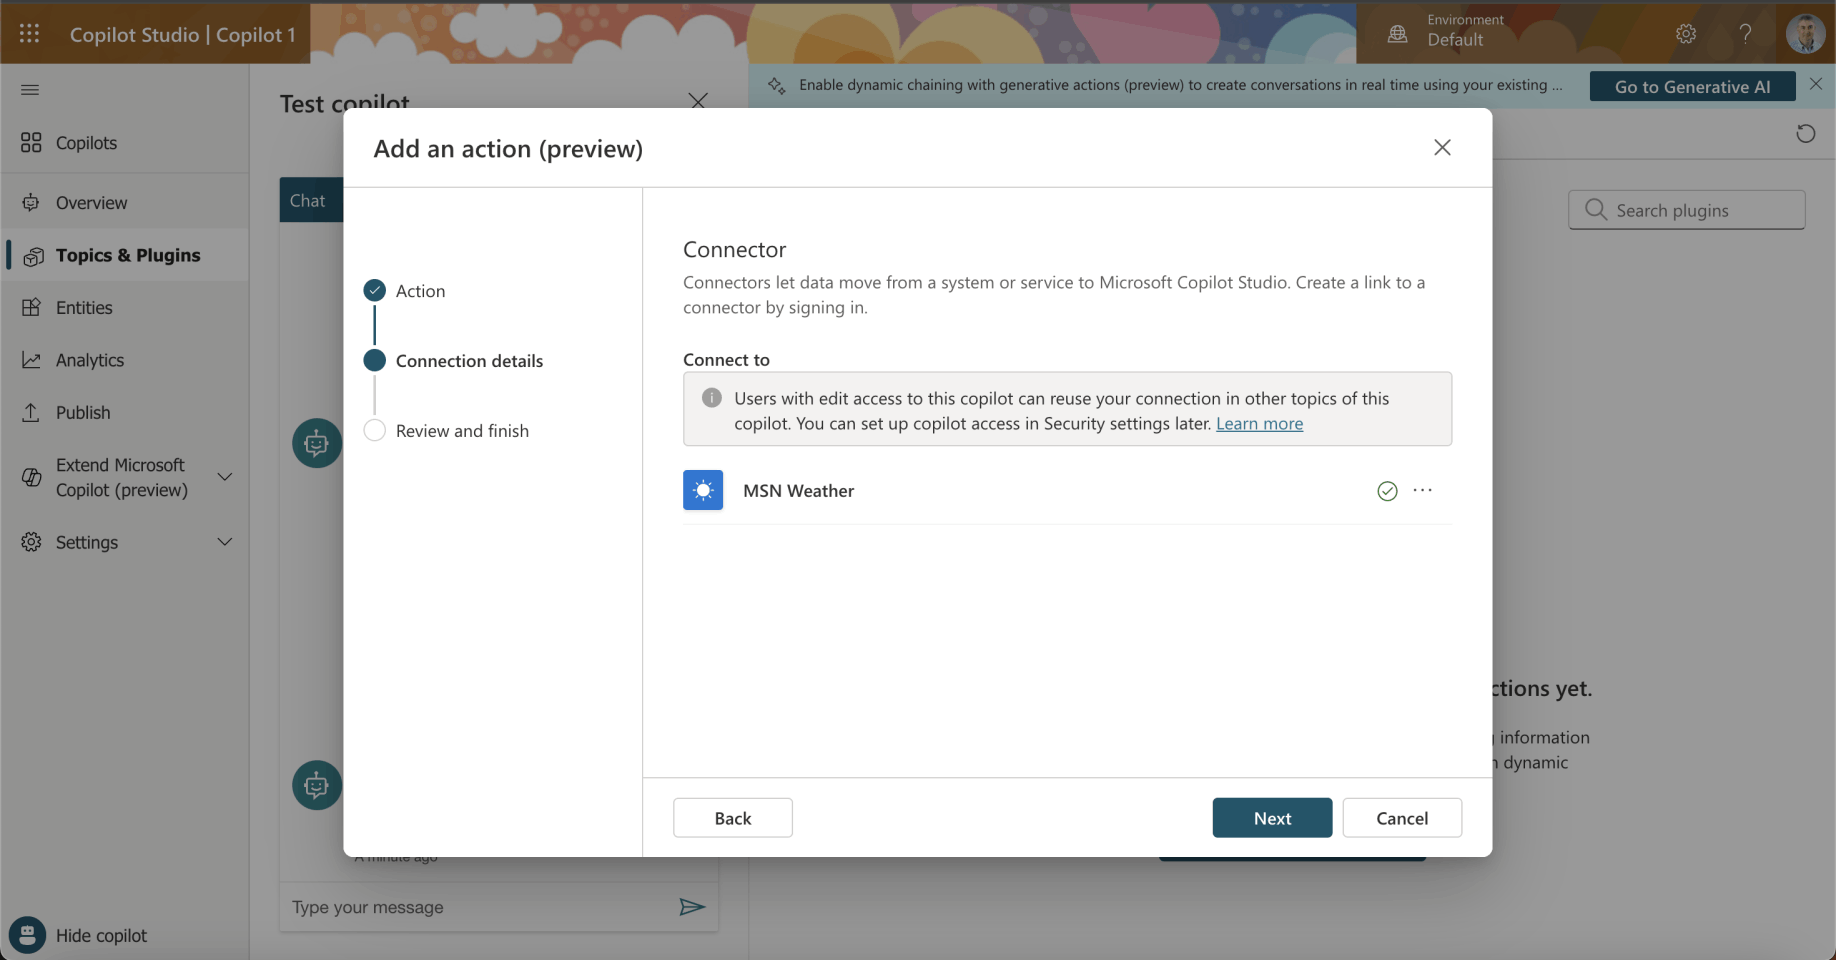 Copilot Studio | Copilot 1
Environment
Default
?
Test copilot
Enable dynamic chaining with generative actions (preview) to create conversations in real time using your existing ...
Go to Generative AI
Copilots
Overview
Topics & Plugins
Entities
Analytics
Publish
Extend Microsoft
Copilot (preview)
Settings
Hide copilot
Chat
Search plugins
Add an action (preview)
Action
Connection details
Review and finish
Connector
Connectors let data move from a system or service to Microsoft Copilot Studio. Create a link to a
connector by signing in.
Connect to
Users with edit access to this copilot can reuse your connection in other topics of this
copilot. You can set up copilot access in Security settings later. Learn more
MSN Weather
Back
Next
Cancel
ctions yet.
information
dynamic
A minute ago
Type your message